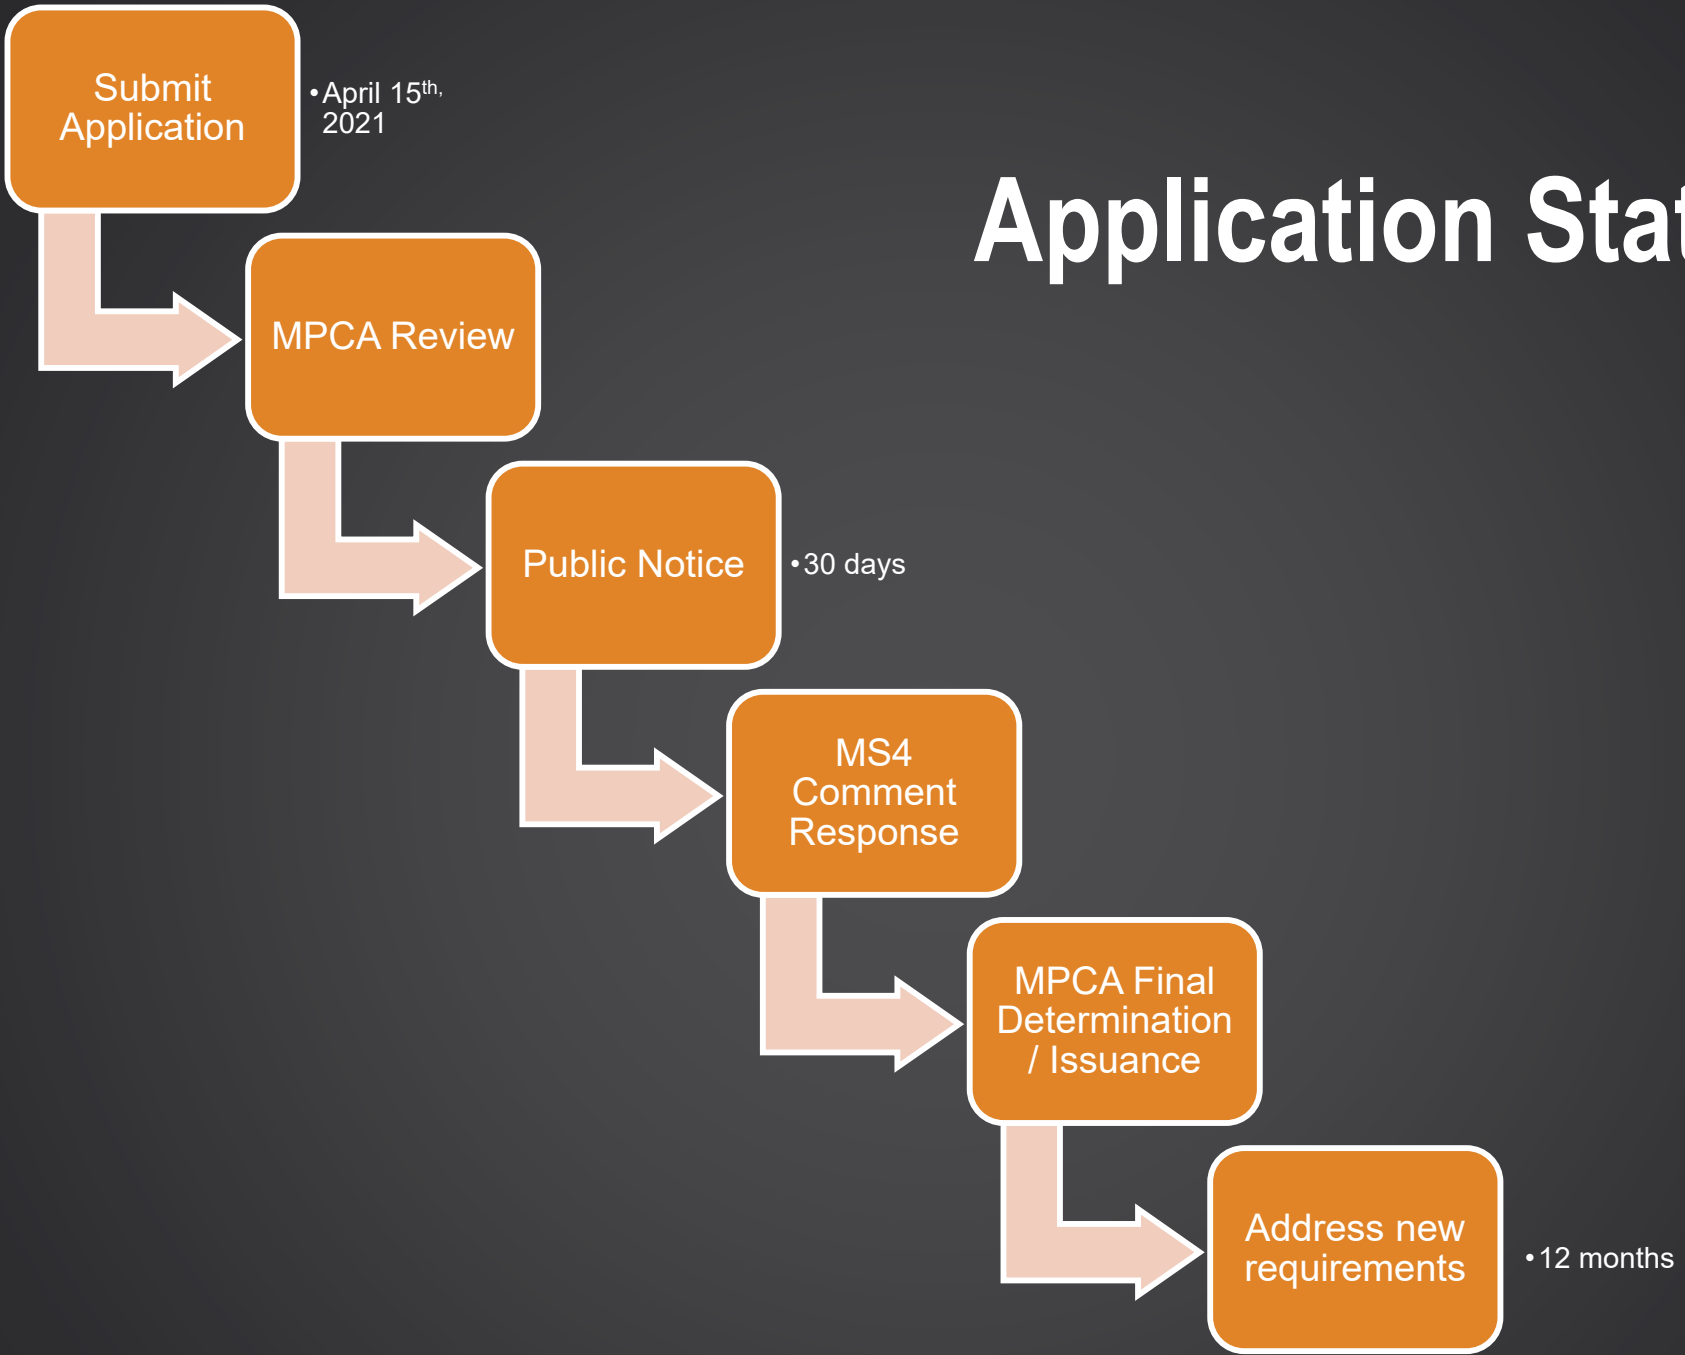 Submit
Application
•April 15th,
2021
Application Stat
MPCA Review
Public Notice
•30 days
MS4
Comment
Response
MPCA Final
Determination
/ Issuance
Address new
requirements
•12 months